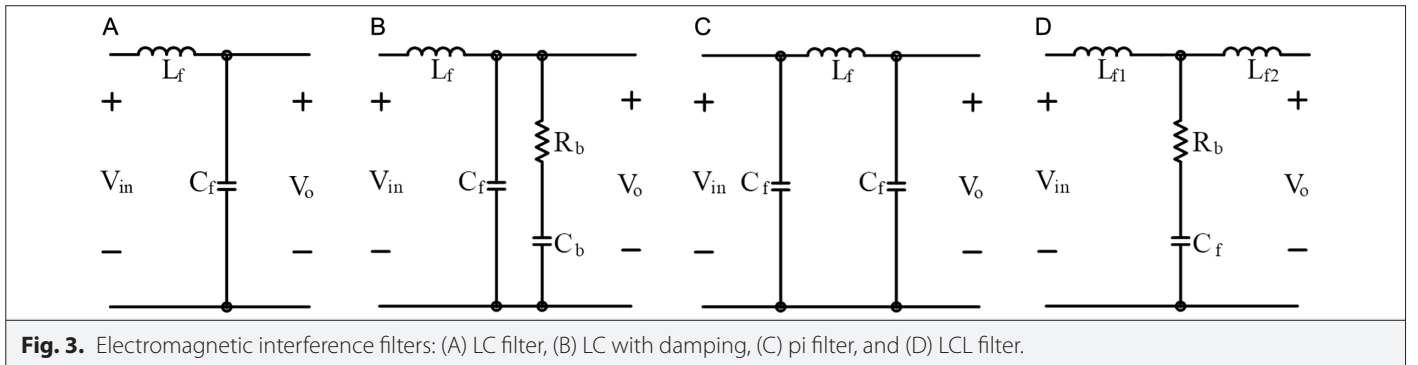 A
B
C
D
Lf
Lf
Lf
Lf1
Lf2
+
+
+
+
+
+
+
+
Rb
Rb
Vin
Cf
Vo
Vin
Cf
Vo
Vin
Cf
Cf
Vo
Vin
Vo
−
−
−
Cb
−
−
−
−
Cf
−
Fig. 3. Electromagnetic interference filters: (A) LC filter, (B) LC with damping, (C) pi filter, and (D) LCL filter.